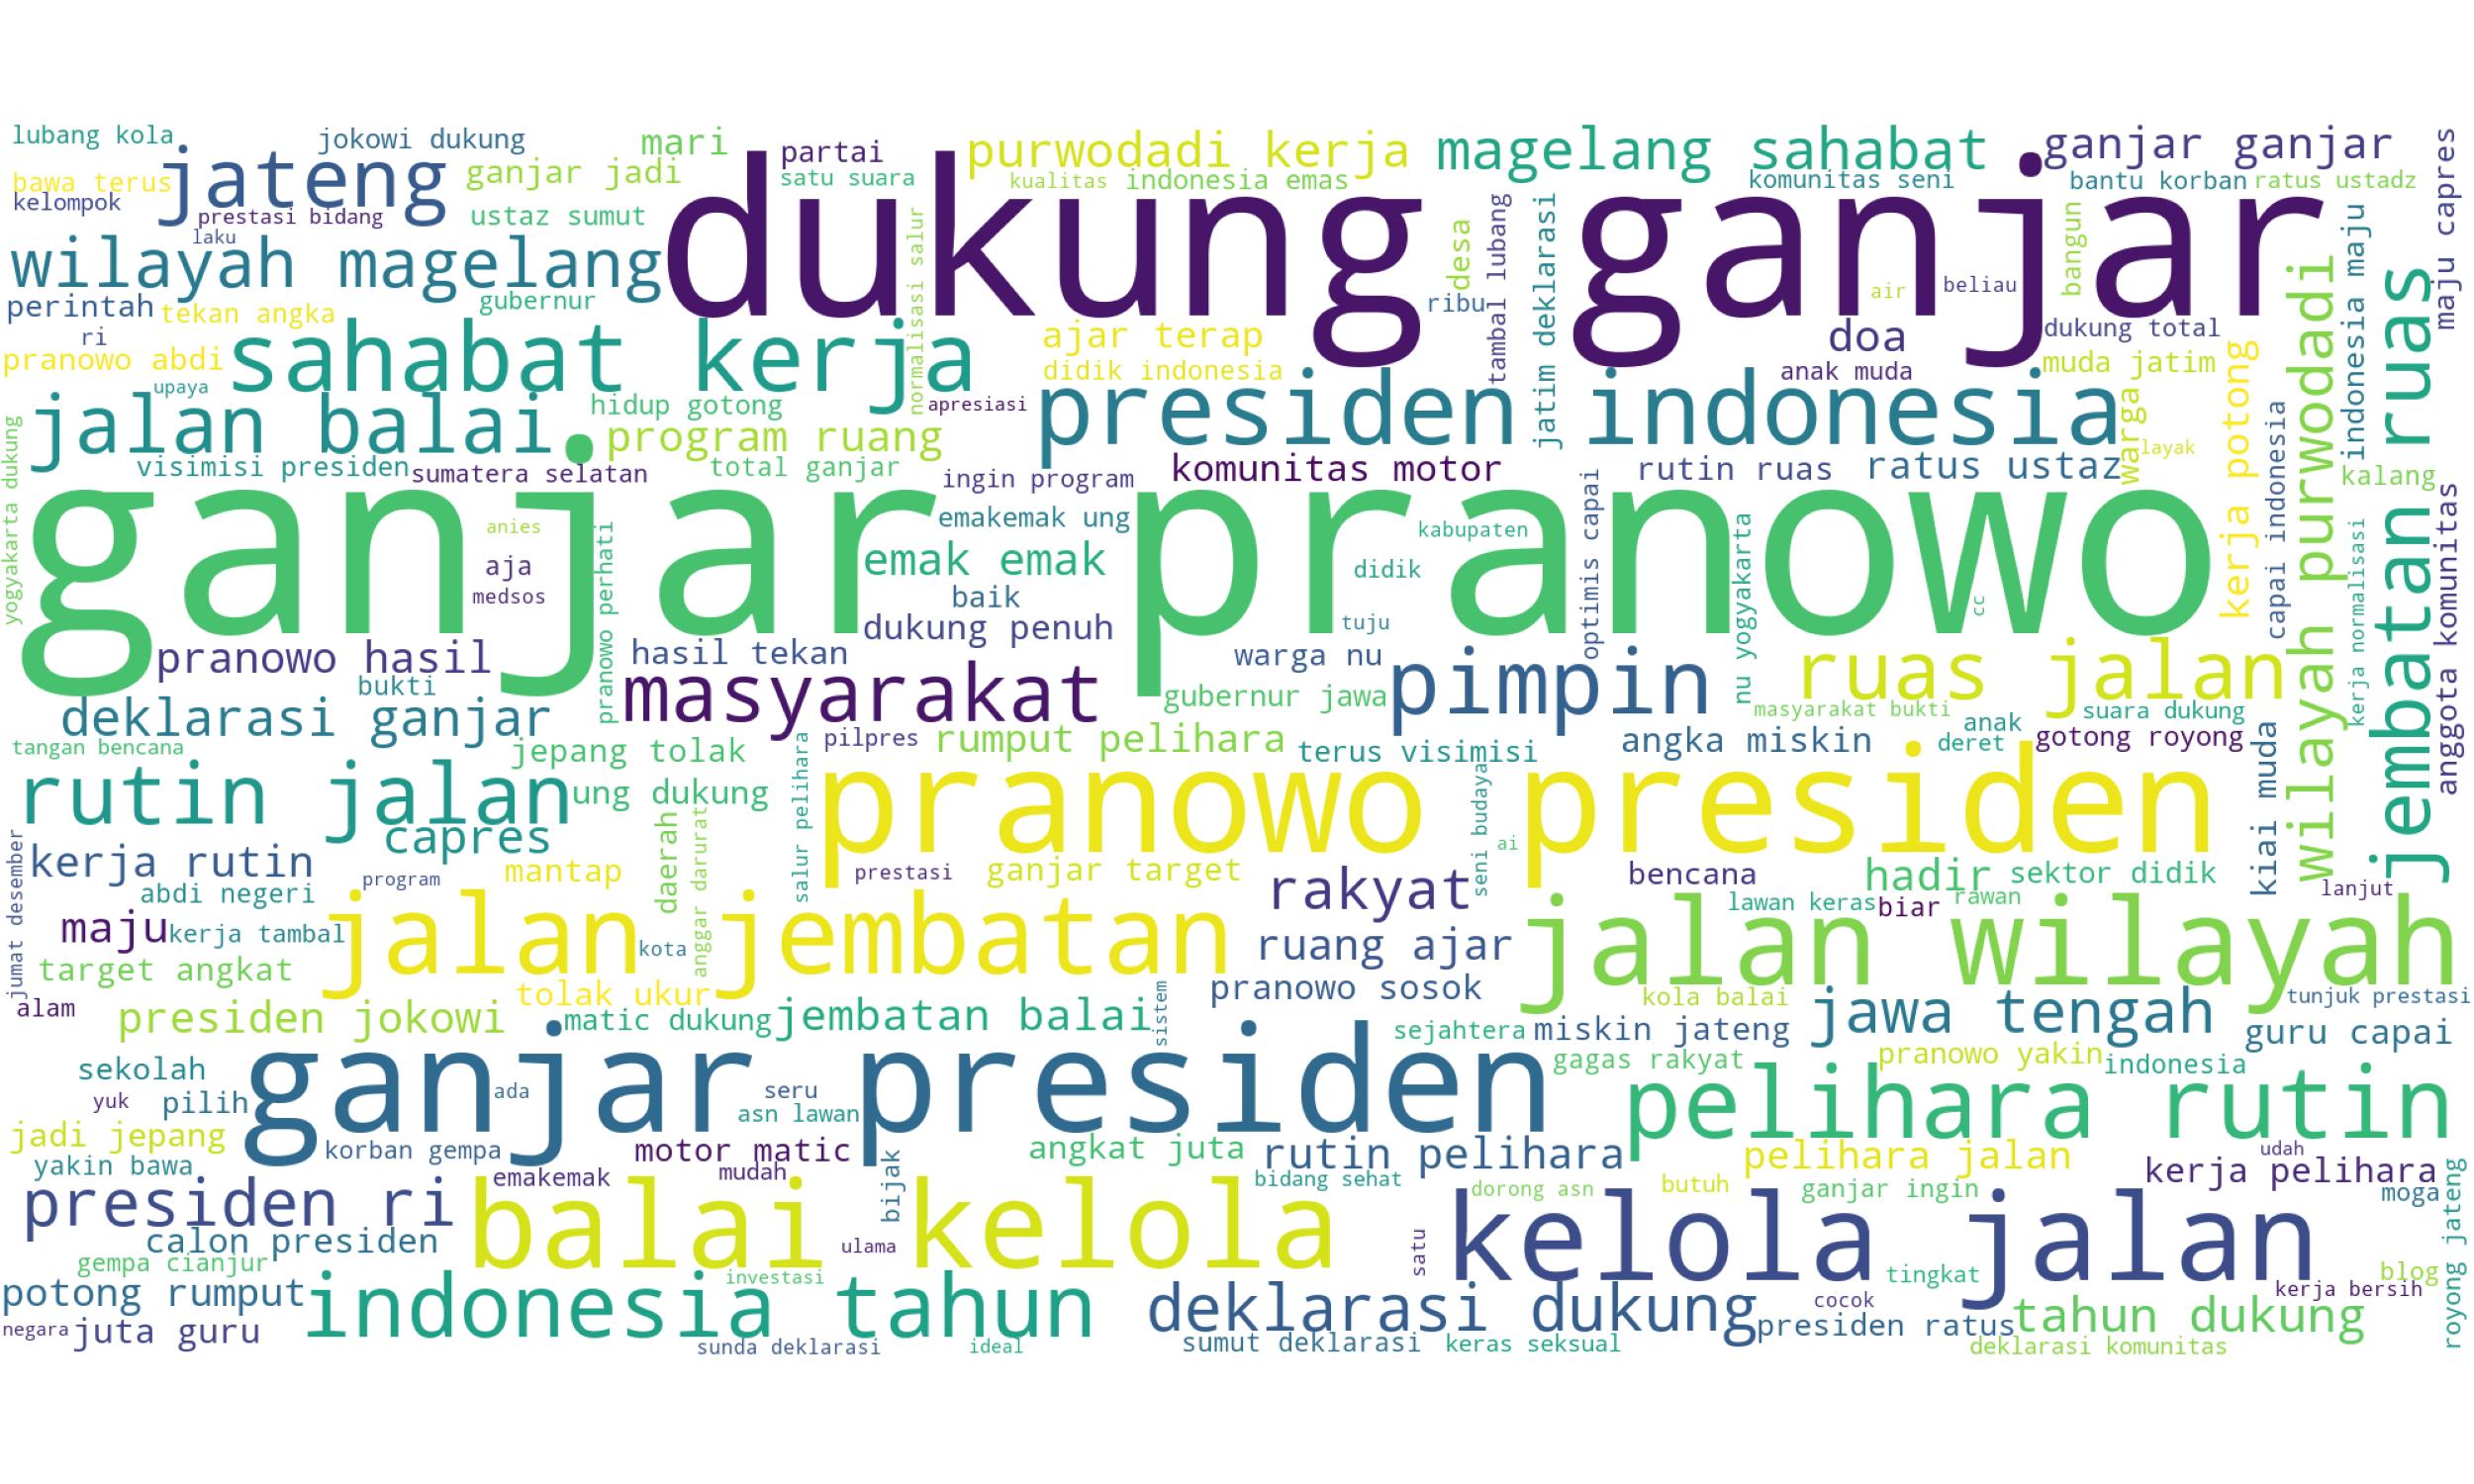 lubang kola
jokowi dukung
mari
partai
purwodadi kerja
magelang sahabat
ganjar ganjar
maju capres
bawa terus
jateng
ganjar jadi
satu suara
kualitas
indonesia emas
komunitas seni
bantu korban
ratus ustadz
kelompok
prestasi bidang
ustaz sumut
dukung ganjar
laku
wilayah magelang
normalisasi salur
desa
tambal lubang
jatim deklarasi
bangun
indonesia maju
perintah
tekan angka
gubernur
ribu
air
beliau
ri
sahabat kerja
ajar terap
doa
dukung total
pranowo abdi
didik indonesia
anak muda
muda jatim
upaya
jalan balai
hidup gotong
apresiasi
presiden indonesia
warga
kerja potong
wilayah purwodadi
jembatan ruas
yogyakarta dukung
program ruang
layak
visimisi presiden
sumatera selatan
total ganjar
ingin program
komunitas motor
rutin ruas
ratus ustaz
kalang
capai indonesia
ganjar pranowo
anies
emakemak ung
kabupaten
optimis capai
anggota komunitas
aja
emak emak
didik
medsos
pranowo perhati
baik
cc
nu yogyakarta
kerja normalisasi
dukung penuh
tuju
pranowo hasil
hasil tekan
warga nu
bukti
masyarakat
gubernur jawa
pimpin
ruas jalan
deklarasi ganjar
masyarakat bukti
anak
suara dukung
tangan bencana
jepang tolak
pilpres
rumput pelihara
terus visimisi
angka miskin
deret
gotong royong
rutin jalan
ung dukung
salur pelihara
pranowo presiden
seni budaya
kiai muda
capres
daerah
anggar darurat
ai
jumat desember
kerja rutin
program
mantap
prestasi
ganjar target
rakyat
bencana
hadir
sektor didik
lanjut
abdi negeri
lawan keras
biar
rawan
maju
kerja tambal
jalan jembatan
kota
ruang ajar
jalan wilayah
target angkat
tolak ukur
pranowo sosok
kola balai
tunjuk prestasi
alam
presiden jokowi
matic dukung
jembatan balai
sistem
sejahtera
miskin jateng
jawa tengah
guru capai
sekolah
ganjar presiden
gagas rakyat
pranowo yakin
indonesia
yuk
pilih
ada
seru
asn lawan
pelihara rutin
jadi jepang
korban gempa
motor matic
angkat juta
rutin pelihara
pelihara jalan
udah
yakin bawa
emakemak
mudah
bijak
bidang sehat
dorong asn
butuh
ganjar ingin
kerja pelihara
moga
royong jateng
presiden ri
balai kelola
kelola jalan
calon presiden
ulama
satu
gempa cianjur
investasi
tingkat
kerja bersih
blog
potong rumput
indonesia tahun
deklarasi dukung
cocok
tahun dukung
negara
juta guru
presiden ratus
sunda deklarasi
ideal
sumut deklarasi
keras seksual
deklarasi komunitas